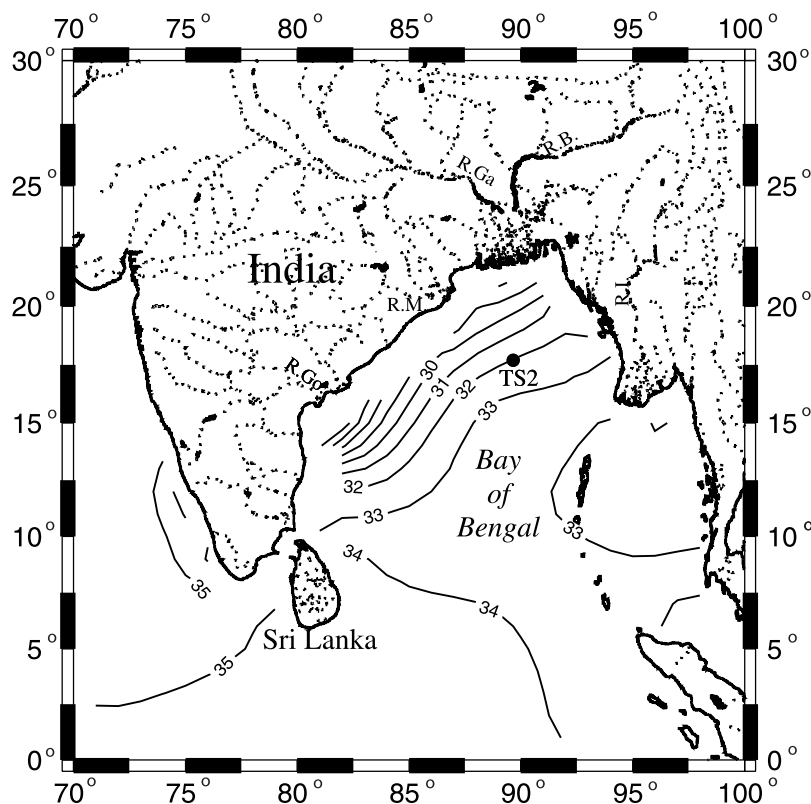 70° 75° 80° 85° 90° 95° 100°
30° 30°
R.B.
R.Ga
25° 25°
India
R.I.
R.M
20° 20°
30
R.Go
31
32
TS2
33
15° 15°
Bay
32
of
33
Bengal
33
10° 10°
34
35
34
Sri Lanka
5° 5°
35
0° 0°
70° 75° 80° 85° 90° 95° 100°